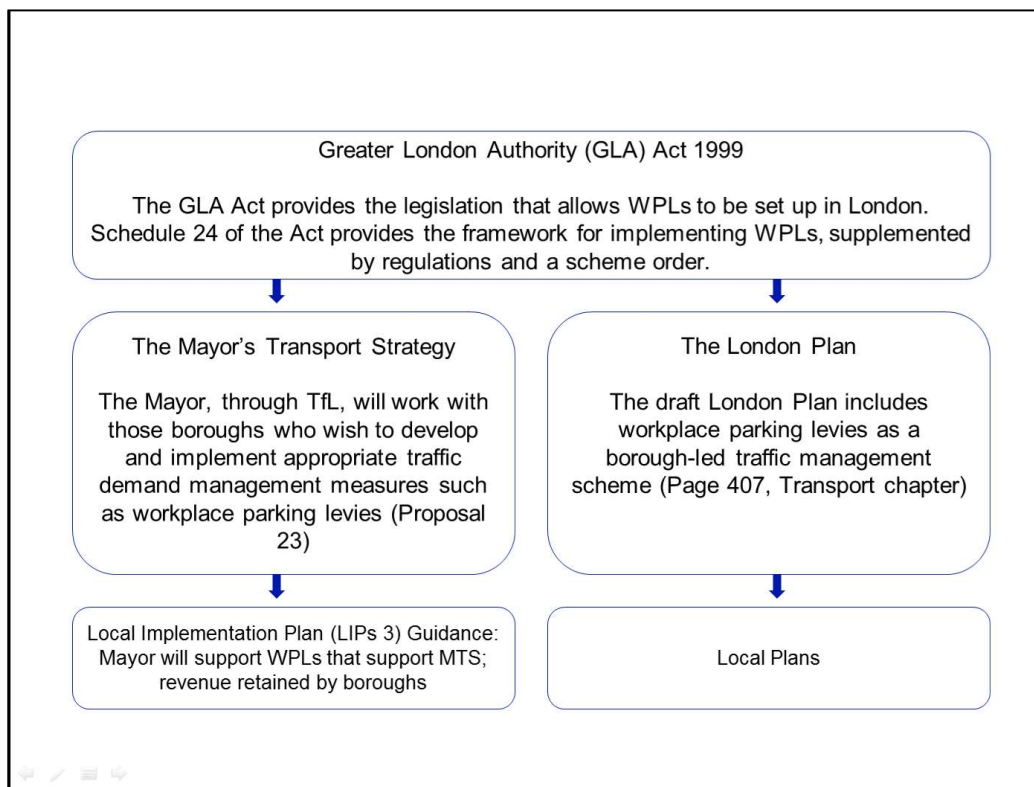 Greater London Authority (GLA) Act 1999
The GLA Act provides the legislation that allows WPLs to be set up in London.
Schedule 24 of the Act provides the framework for implementing WPLs, supplemented
by regulations and a scheme order.
The Mayor’s Transport Strategy
The Mayor, through TfL, will work with
those boroughs who wish to develop
and implement appropriate traffic
demand management measures such
as workplace parking levies (Proposal
23)
The London Plan
The draft London Plan includes
workplace parking levies as a
borough-led traffic management
scheme (Page 407, Transport chapter)
Local Implementation Plan (LIPs 3) Guidance:
Mayor will support WPLs that support MTS;
revenue retained by boroughs
Local Plans